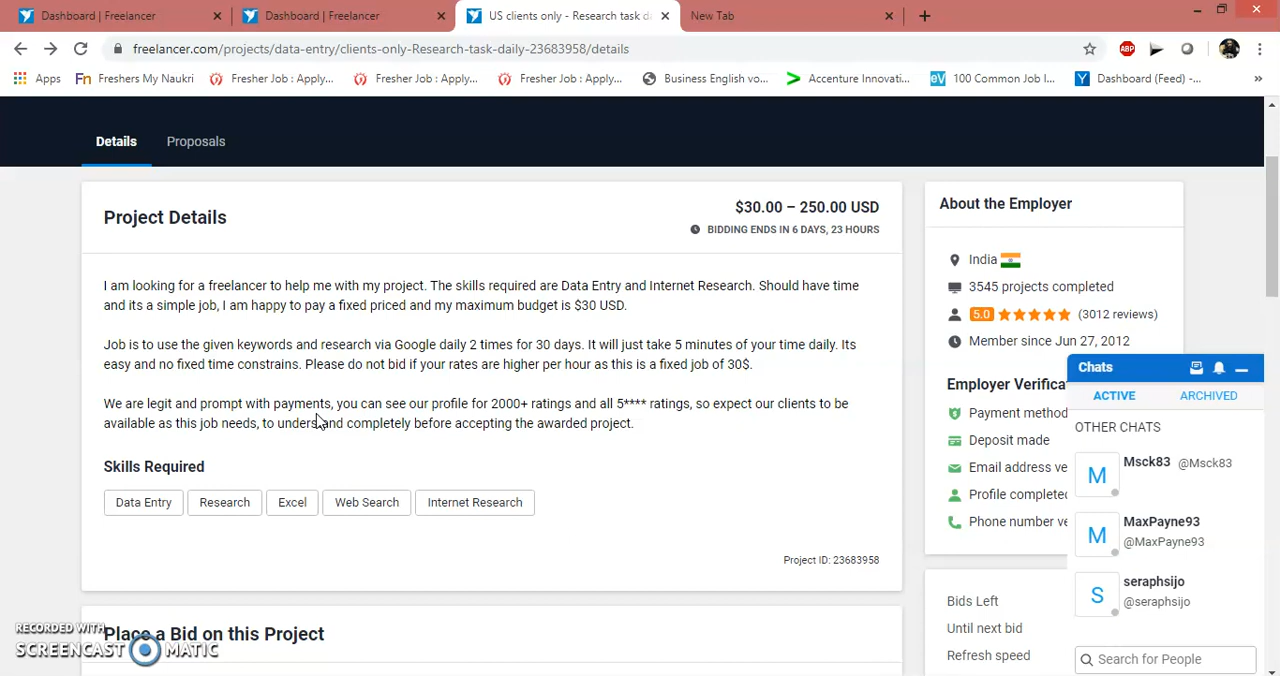 Dashboard | Freelancer
Dashboard | Freelancer
US clients only - Research task da
New Tab
freelancer.com/projects/data-entry/clients-only-Research-task-daily-23683958/details
ABP
Apps
Fn Freshers My Naukri
Fresher Job : Apply...
Fresher Job : Apply...
Fresher Job : Apply...
Business English vo...
Accenture Innovati...
eV 100 Common Job I...
Dashboard (Feed) -...
»
Details
Proposals
Project Details
$30.00 – 250.00 USD
BIDDING ENDS IN 6 DAYS, 23 HOURS
I am looking for a freelancer to help me with my project. The skills required are Data Entry and Internet Research. Should have time
and its a simple job, I am happy to pay a fixed priced and my maximum budget is $30 USD.
Job is to use the given keywords and research via Google daily 2 times for 30 days. It will just take 5 minutes of your time daily. Its
easy and no fixed time constrains. Please do not bid if your rates are higher per hour as this is a fixed job of 30$.
We are legit and prompt with payments, you can see our profile for 2000+ ratings and all 5**** ratings, so expect our clients to be
available as this job needs, to understand completely before accepting the awarded project.
Skills Required
Data Entry
Research
Excel
Web Search
Internet Research
Project ID: 23683958
Place a Bid on this Project
About the Employer
India
3545 projects completed
5.0 (3012 reviews)
Member since Jun 27, 2012
Employer Verifica
Payment method
Deposit made
Email address ve
Profile completed
Phone number ve
Bids Left
Until next bid
Refresh speed
Chats
ACTIVE
ARCHIVED
OTHER CHATS
M
Msck83 @Msck83
M
MaxPayne93
@MaxPayne93
S
seraphsijo
@seraphsijo
Search for People
RECORDED WITH
SCREENCAST MATIC